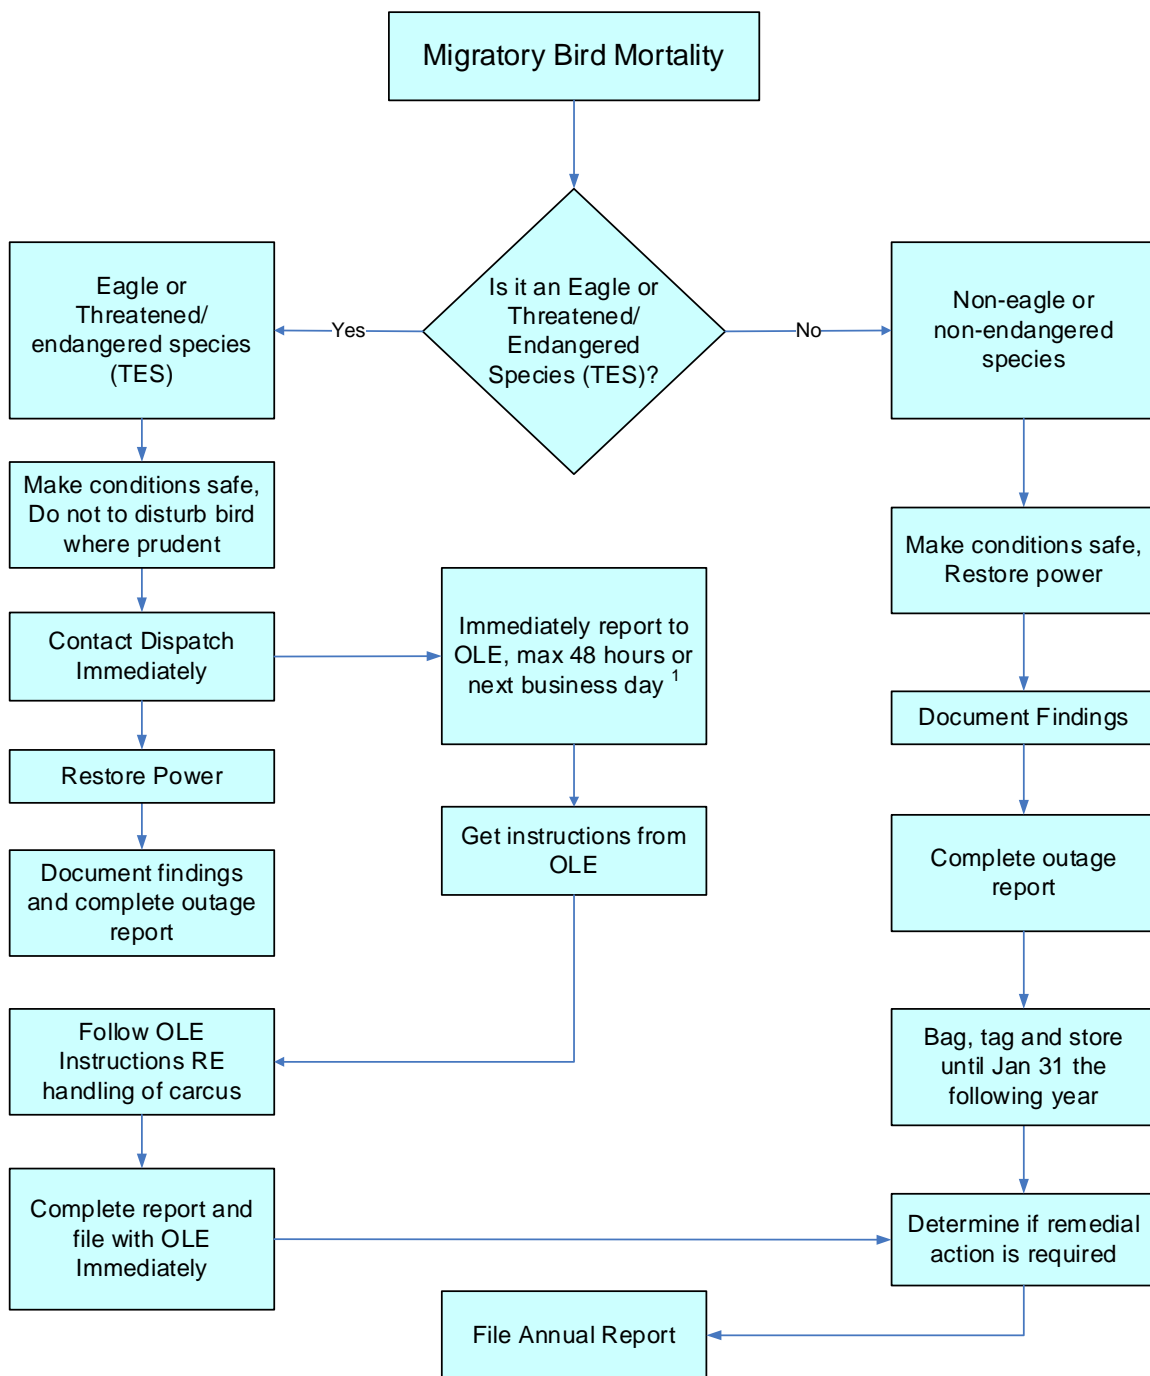 Migratory Bird Mortality
Is it an Eagle or
Threatened/
Endangered
Species (TES)?
Yes
No
Eagle or
Threatened/
endangered species
(TES)
Non-eagle or
non-endangered
species
Make conditions safe,
Do not to disturb bird
where prudent
Make conditions safe,
Restore power
Contact Dispatch
Immediately
Immediately report to
OLE, max 48 hours or
next business day 1
Document Findings
Restore Power
Get instructions from
OLE
Complete outage
report
Document findings
and complete outage
report
Follow OLE
Instructions RE
handling of carcus
Bag, tag and store
until Jan 31 the
following year
Complete report and
file with OLE
Immediately
Determine if remedial
action is required
File Annual Report